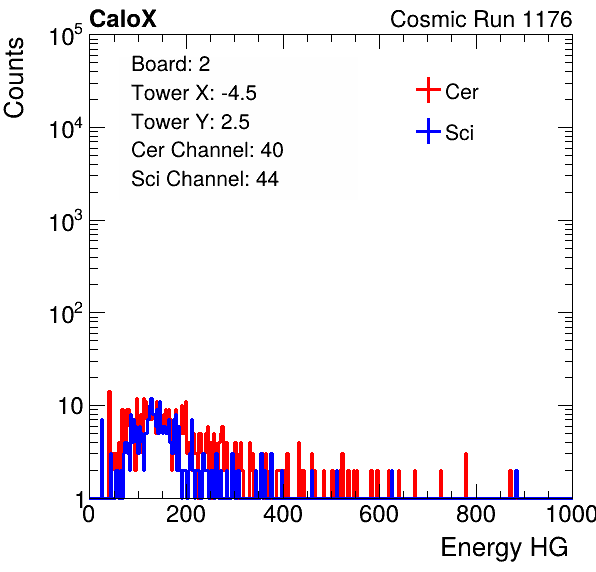 CaloX Cosmic Run 1176
Counts
Board: 2
Tower X: -4.5
Tower Y: 2.5
Cer Channel: 40
Sci Channel: 44
Cer
Sci
10^5
10^4
10^3
10^2
10
1
0 200 400 600 800 1000
Energy HG